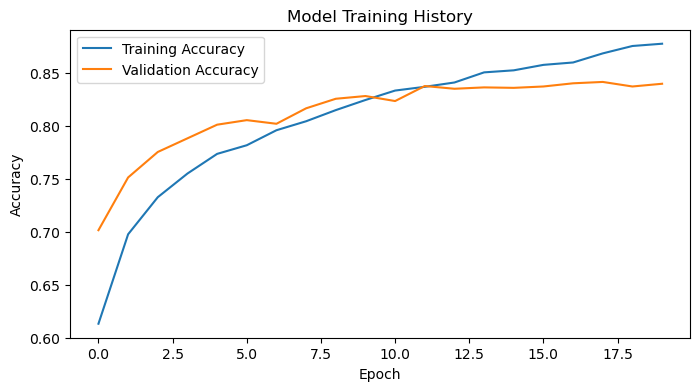 Model Training History
Training Accuracy
Validation Accuracy
0.85
0.80
0.75
0.70
0.65
0.60
Accuracy
0.0 2.5 5.0 7.5 10.0 12.5 15.0 17.5
Epoch